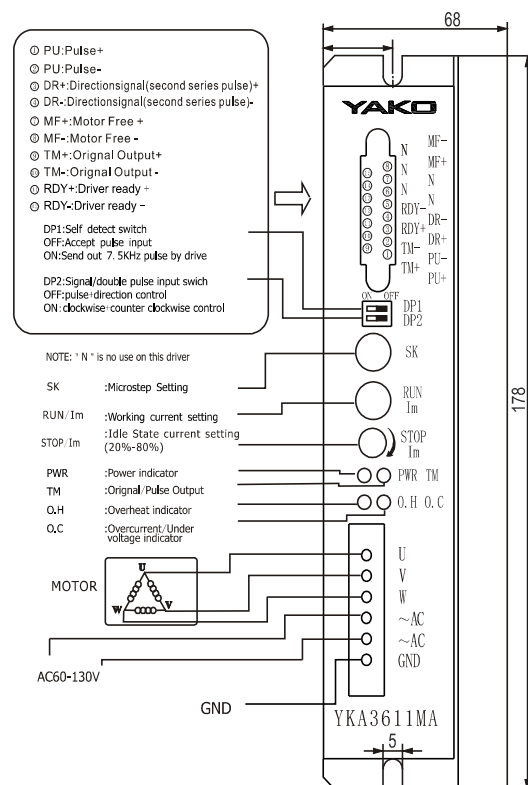 ① PU:Pulse+
② PU:Pulse-
③ DR+:Directionsignal(second series pulse)+
④ DR-:Directionsignal(second series pulse)-
⑦ MF+:Motor Free +
⑧ MF-:Motor Free -
⑨ TM+:Orignal Output+
⑩ TM-:Orignal Output -
⑪ RDY+:Driver ready +
⑫ RDY-:Driver ready -
DP1:Self detect switch
OFF:Accept pulse input
ON:Send out 7.5KHz pulse by drive
DP2:Signal/double pulse input swich
OFF:pulse+direction control
ON:clockwise+counter clockwise control
NOTE: " N " is no use on this driver
SK :Microstep Setting
RUN/Im :Working current setting
STOP/Im :Idle State current setting
(20%-80%)
PWR :Power indicator
TM :Orignal/Pulse Output
O.H :Overheat indicator
O.C :Overcurrent/Under
voltage indicator
MOTOR
U
W V
AC60-130V
GND
68
YAKO
N MF-
N MF+
N N
RDY- N
RDY+ DR-
TM- DR+
TM+ PU-
PU+
ON OFF
DP1
DP2
SK
RUN
Im
STOP
Im
PWR TM
O.H O.C
U
V
W
~AC
~AC
GND
YKA3611MA
5
178